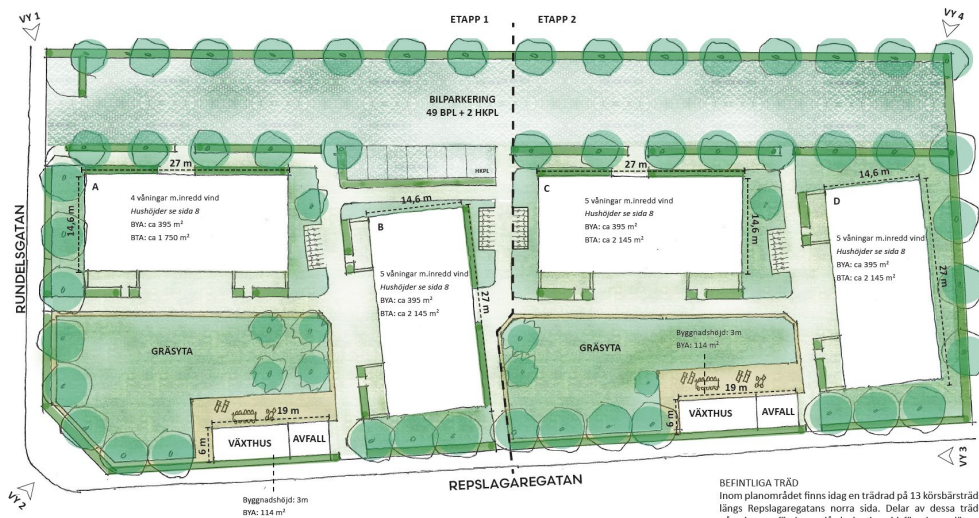 VY 1
ETAPP 1
ETAPP 2
VY 4
BILPARKERING
49 BPL + 2 HKPL
RUNDELSGATAN
27 m
A
14,6 m
4 våningar m.inredd vind
Hushöjder se sida 8
BYA: ca 395 m²
BTA: ca 1 750 m²
HKPL
14,6 m
B
5 våningar m.inredd vind
Hushöjder se sida 8
BYA: ca 395 m²
BTA: ca 2 145 m²
27 m
27 m
C
14,6 m
5 våningar m.inredd vind
Hushöjder se sida 8
BYA: ca 395 m²
BTA: ca 2 145 m²
14,6 m
D
5 våningar m.inredd vind
Hushöjder se sida 8
BYA: ca 395 m²
BTA: ca 2 145 m²
27 m
GRÄSYTA
19 m
6 m
VÄXTHUS
AVFALL
Byggnadshöjd: 3m
BYA: 114 m²
GRÄSYTA
Byggnadshöjd: 3m
BYA: 114 m²
19 m
6 m
VÄXTHUS
AVFALL
VY 2
REPSLAGAREGATAN
VY 3
BEFINTLIGA TRÄD
Inom planområdet finns idag en trädrad på 13 körsbärsträd
längs Repslagaregatans norra sida. Delar av dessa träd